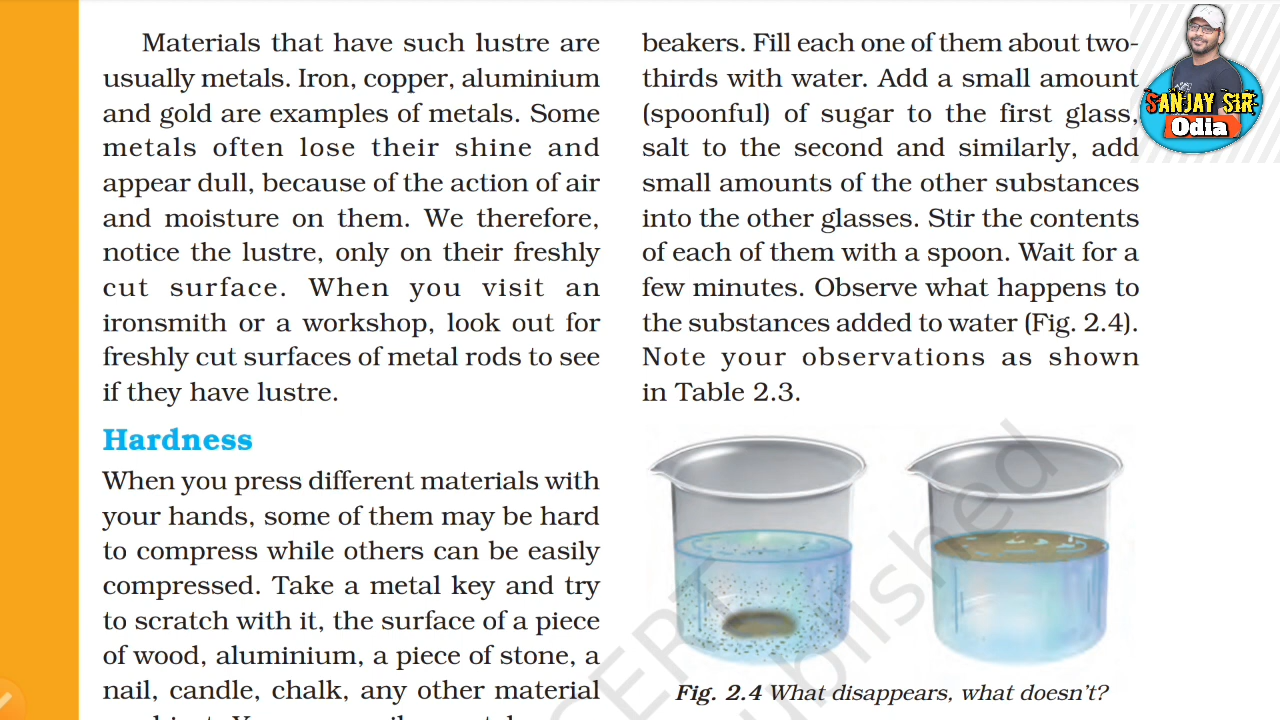 Materials that have such lustre are
usually metals. Iron, copper, aluminium
and gold are examples of metals. Some
metals often lose their shine and
appear dull, because of the action of air
and moisture on them. We therefore,
notice the lustre, only on their freshly
cut surface. When you visit an
ironsmith or a workshop, look out for
freshly cut surfaces of metal rods to see
if they have lustre.
Hardness
When you press different materials with
your hands, some of them may be hard
to compress while others can be easily
compressed. Take a metal key and try
to scratch with it, the surface of a piece
of wood, aluminium, a piece of stone, a
nail, candle, chalk, any other material
beakers. Fill each one of them about two-
thirds with water. Add a small amount
(spoonful) of sugar to the first glass,
salt to the second and similarly, add
small amounts of the other substances
into the other glasses. Stir the contents
of each of them with a spoon. Wait for a
few minutes. Observe what happens to
the substances added to water (Fig. 2.4).
Note your observations as shown
in Table 2.3.
Fig. 2.4 What disappears, what doesn't?
SANJAY SIR
Odia